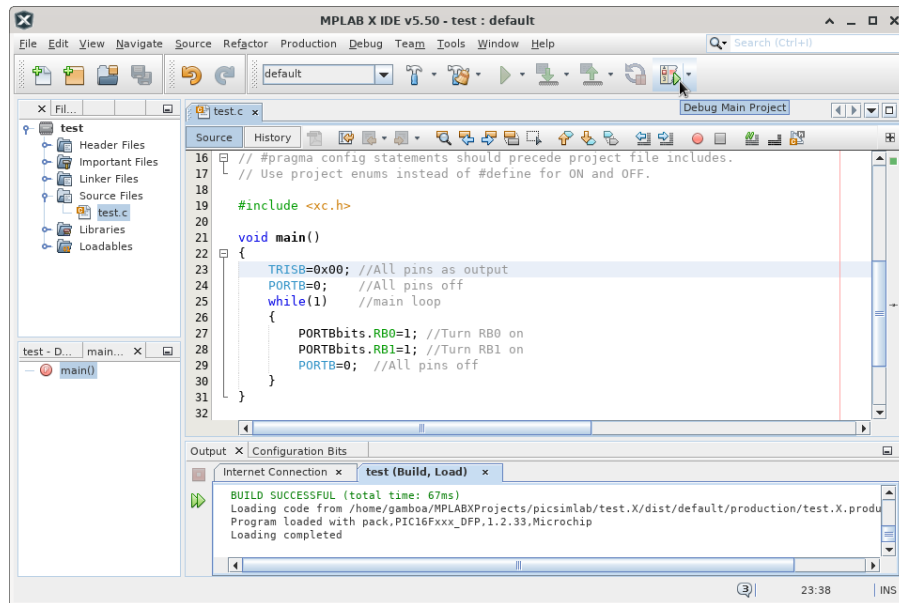 MPLAB X IDE v5.50 - test : default
File Edit View Navigate Source Refactor Production Debug Team Tools Window Help
Search (Ctrl+I)
default
Debug Main Project
Fil...
test
Header Files
Important Files
Linker Files
Source Files
test.c
Libraries
Loadables
test.c
Source History
16 // #pragma config statements should precede project file includes.
17 // Use project enums instead of #define for ON and OFF.
18
19 #include <xc.h>
20
21 void main()
22 {
23 TRISB=0x00; //All pins as output
24 PORTB=0; //All pins off
25 while(1) //main loop
26 {
27 PORTBbits.RB0=1; //Turn RB0 on
28 PORTBbits.RB1=1; //Turn RB1 on
29 PORTB=0; //All pins off
30 }
31 }
32
test - D... main...
main()
Output Configuration Bits
Internet Connection test (Build, Load)
BUILD SUCCESSFUL (total time: 67ms)
Loading code from /home/gamboa/MPLABXProjects/picsimlab/test.X/dist/default/production/test.X.produ
Program loaded with pack,PIC16Fxxx_DFP,1.2.33,Microchip
Loading completed
3 23:38 INS